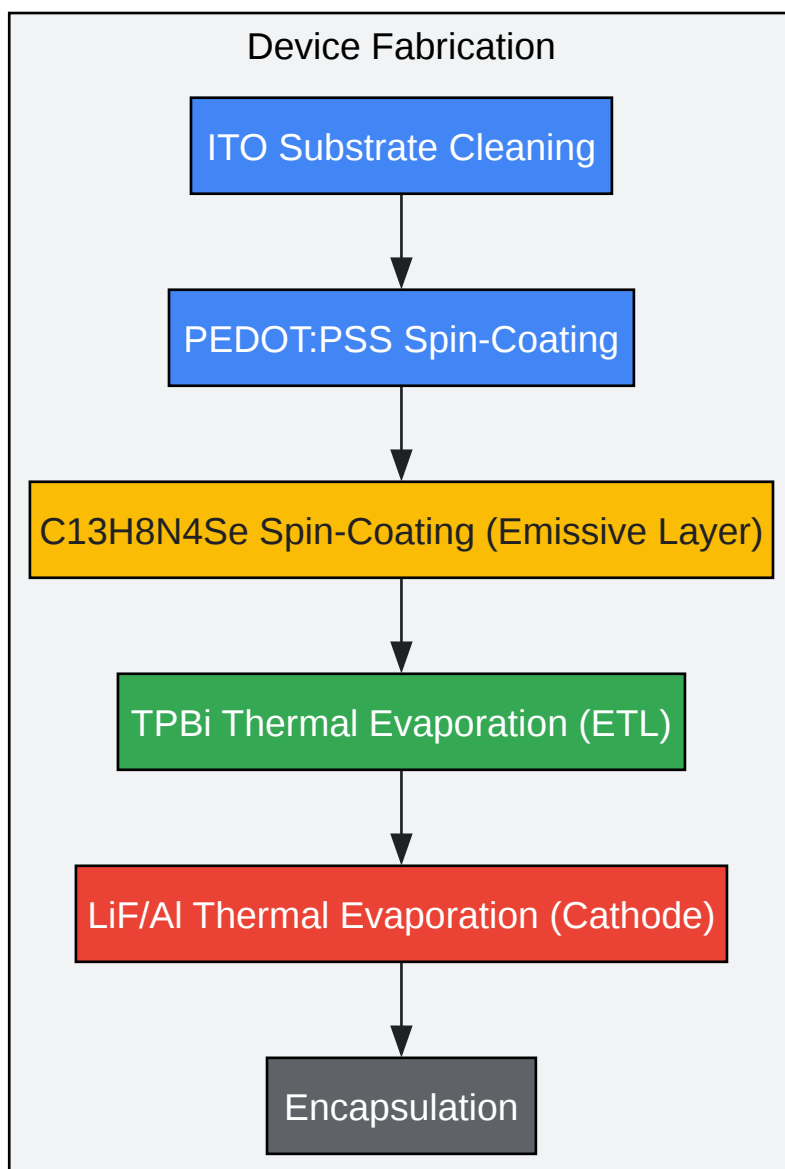 Device Fabrication
ITO Substrate Cleaning
PEDOT:PSS Spin-Coating
C13H8N4Se Spin-Coating (Emissive Layer)
TPBi Thermal Evaporation (ETL)
LiF/Al Thermal Evaporation (Cathode)
Encapsulation